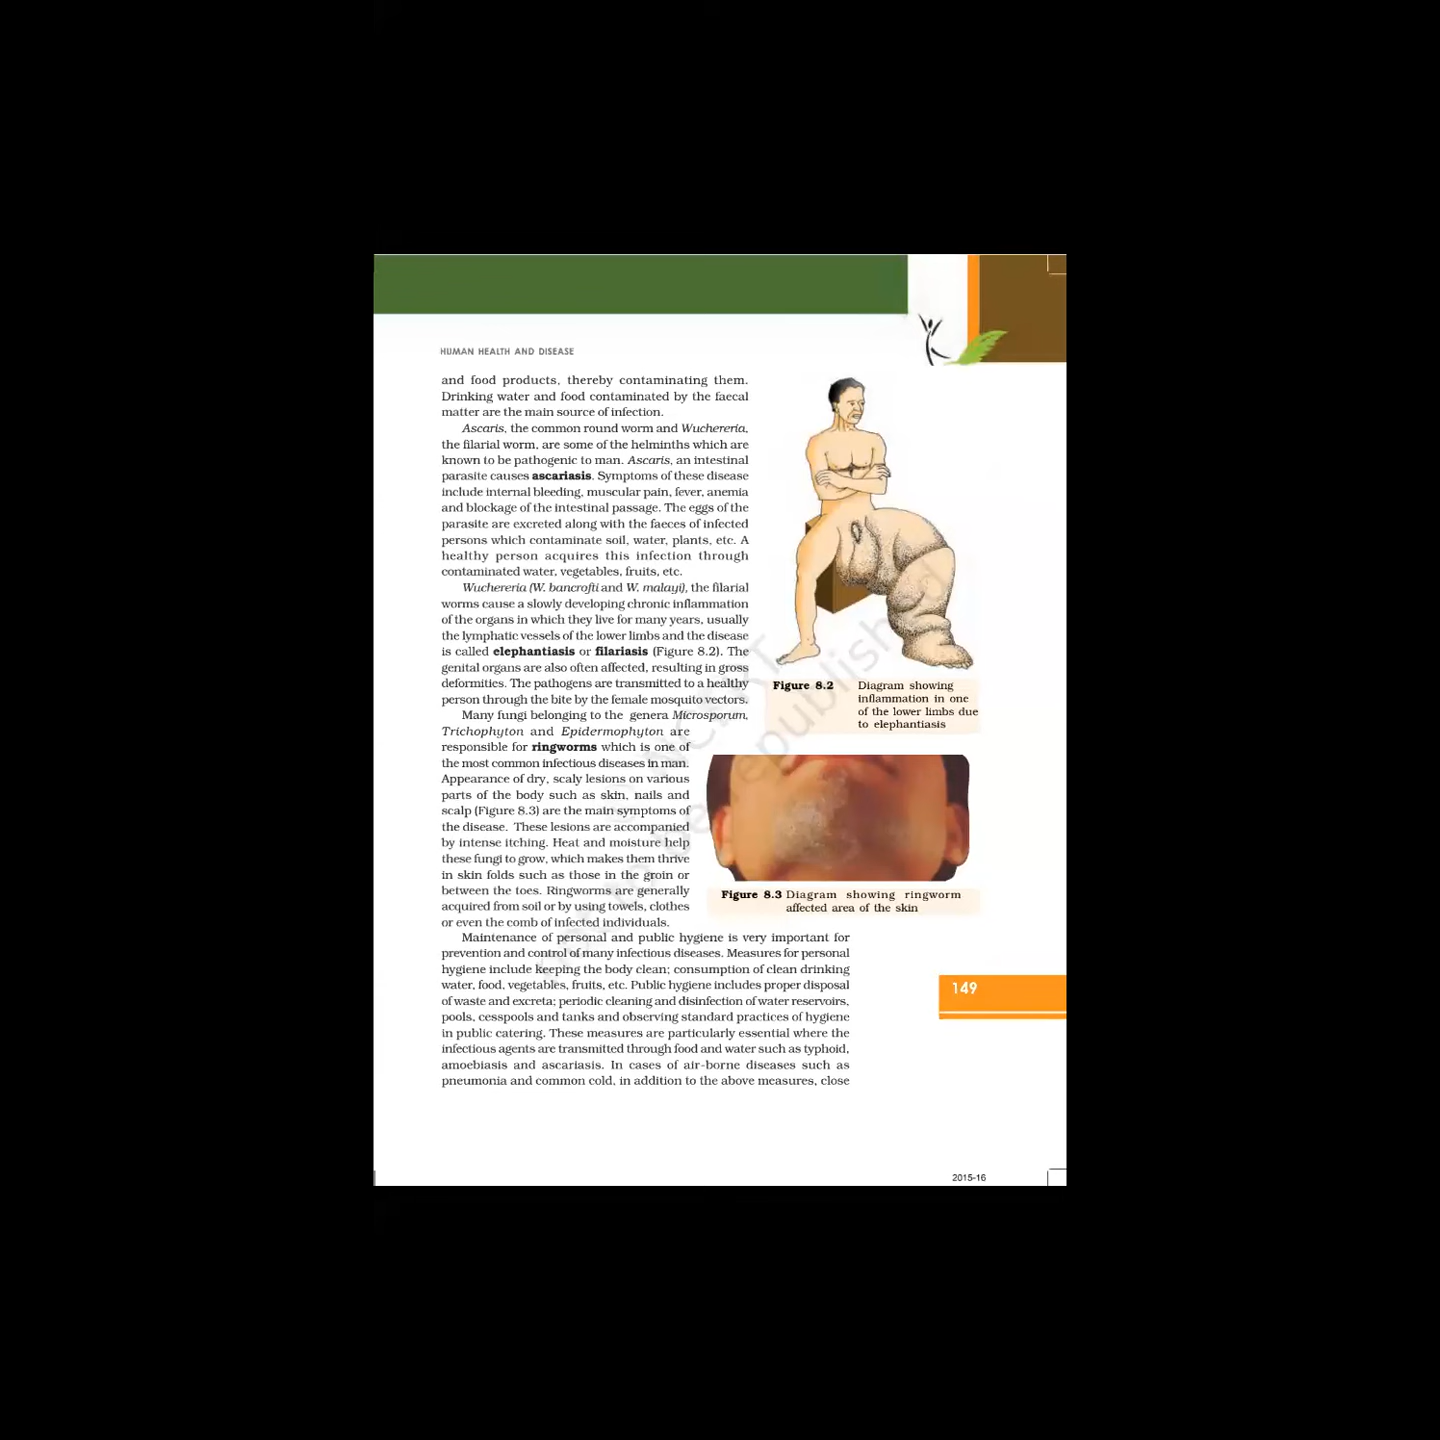 HUMAN HEALTH AND DISEASE
and food products, thereby contaminating them.
Drinking water and food contaminated by the faecal
matter are the main source of infection.
Ascaris, the common round worm and Wuchereria,
the filarial worm, are some of the helminths which are
known to be pathogenic to man. Ascaris, an intestinal
parasite causes ascariasis. Symptoms of these disease
include internal bleeding, muscular pain, fever, anemia
and blockage of the intestinal passage. The eggs of the
parasite are excreted along with the faeces of infected
persons which contaminate soil, water, plants, etc. A
healthy person acquires this infection through
contaminated water, vegetables, fruits, etc.
Wuchereria (W. bancrofti and W. malayi), the filarial
worms cause a slowly developing chronic inflammation
of the organs in which they live for many years, usually
the lymphatic vessels of the lower limbs and the disease
is called elephantiasis or filariasis (Figure 8.2). The
genital organs are also often affected, resulting in gross
deformities. The pathogens are transmitted to a healthy
person through the bite by the female mosquito vectors.
Many fungi belonging to the genera Microsporum,
Trichophyton and Epidermophyton are
responsible for ringworms which is one of
the most common infectious diseases in man.
Appearance of dry, scaly lesions on various
parts of the body such as skin, nails and
scalp (Figure 8.3) are the main symptoms of
the disease. These lesions are accompanied
by intense itching. Heat and moisture help
these fungi to grow, which makes them thrive
in skin folds such as those in the groin or
between the toes. Ringworms are generally
acquired from soil or by using towels, clothes
or even the comb of infected individuals.
Figure 8.2 Diagram showing
inflammation in one
of the lower limbs due
to elephantiasis
Figure 8.3 Diagram showing ringworm
affected area of the skin
Maintenance of personal and public hygiene is very important for
prevention and control of many infectious diseases. Measures for personal
hygiene include keeping the body clean; consumption of clean drinking
water, food, vegetables, fruits, etc. Public hygiene includes proper disposal
of waste and excreta; periodic cleaning and disinfection of water reservoirs,
pools, cesspools and tanks and observing standard practices of hygiene
in public catering. These measures are particularly essential where the
infectious agents are transmitted through food and water such as typhoid,
amoebiasis and ascariasis. In cases of air-borne diseases such as
pneumonia and common cold, in addition to the above measures, close
149
2015-16